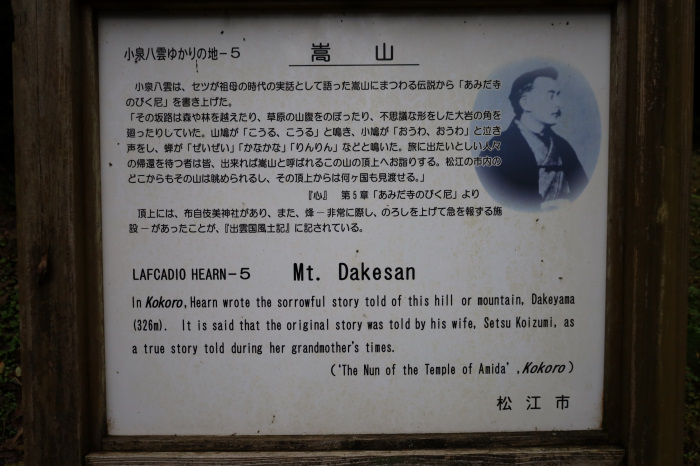 小泉八雲ゆかりの地－5
嵩　山
小泉八雲は、セツが祖母の時代の実話として語った嵩山にまつわる伝説から「あみだ寺
のびく尼」を書き上げた。
「その坂路は森や林を越えたり、草原の山腹をのぼったり、不思議な形をした大岩の角を
廻ったりしていた。山鳩が「こうる、こうる」と鳴き、小鳩が「おうわ、おうわ」と泣き
声をし、蝉が「ぜいぜい」「かなかな」「りんりん」などと鳴いた。旅に出たいとしい人々
の帰還を待つ者は皆、出来れば嵩山と呼ばれるこの山の頂上へお詣りする。松江の市内の
どこからもその山は眺められるし、その頂上からは何ヶ国も見渡せる。」
『心』　第5章「あみだ寺のびく尼」より
頂上には、布自伎美神社があり、また、烽－非常に際し、のろしを上げて急を報ずる施
設－があったことが、『出雲国風土記』に記されている。
LAFCADIO HEARN－5　Mt. Dakesan
In Kokoro, Hearn wrote the sorrowful story told of this hill or mountain, Dakeyama
(326m). It is said that the original story was told by his wife, Setsu Koizumi, as
a true story told during her grandmother's times.
(‘The Nun of the Temple of Amida’, Kokoro)
松江市